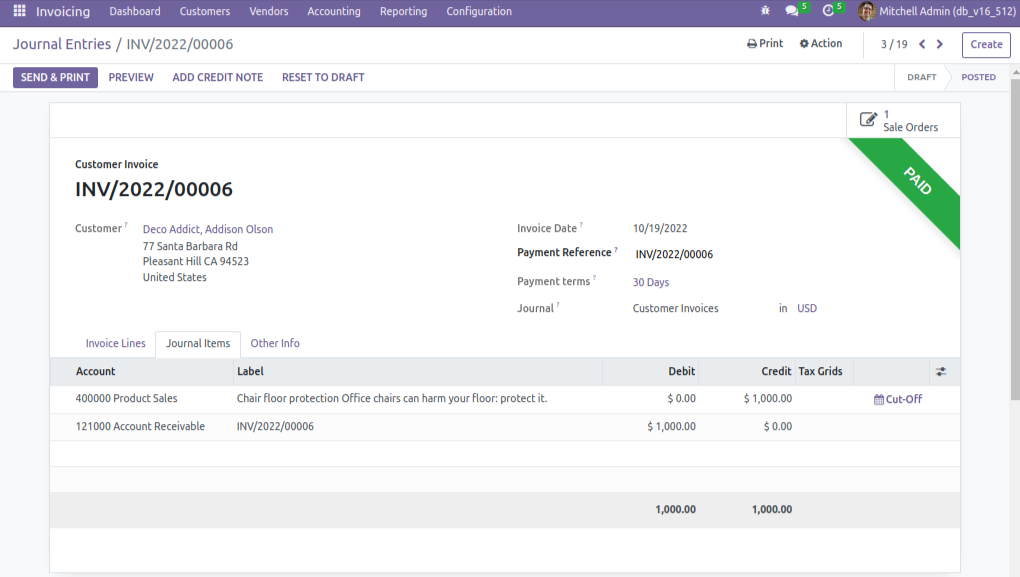 Invoicing Dashboard Customers Vendors Accounting Reporting Configuration 5 5 Mitchell Admin (db_v16_512)
Journal Entries / INV/2022/00006 Print Action 3 / 19 Create
SEND & PRINT PREVIEW ADD CREDIT NOTE RESET TO DRAFT DRAFT POSTED
1
Sale Orders
PAID
Customer Invoice
INV/2022/00006
Customer ? Deco Addict, Addison Olson
77 Santa Barbara Rd
Pleasant Hill CA 94523
United States
Invoice Date ? 10/19/2022
Payment Reference ? INV/2022/00006
Payment terms ? 30 Days
Journal ? Customer Invoices in USD
Invoice Lines Journal Items Other Info
Account Label Debit Credit Tax Grids
400000 Product Sales Chair floor protection Office chairs can harm your floor: protect it. $ 0.00 $ 1,000.00 Cut-Off
121000 Account Receivable INV/2022/00006 $ 1,000.00 $ 0.00
1,000.00 1,000.00